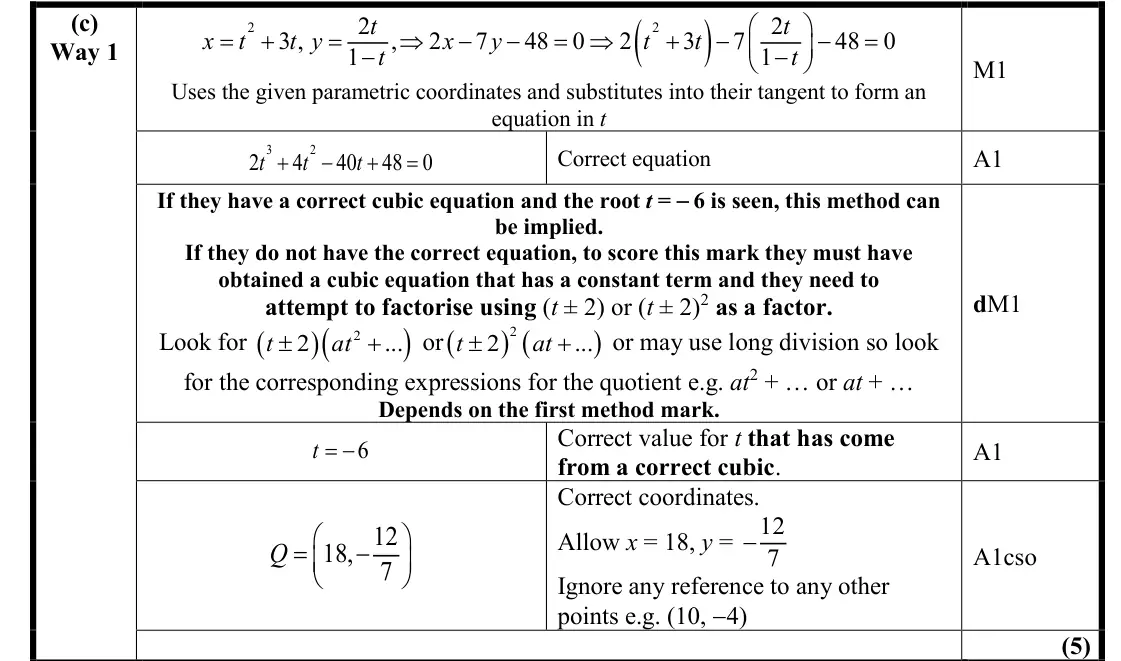 (c)
Way 1
x = t² + 3t, y = 2t/(1−t), ⇒ 2x − 7y − 48 = 0 ⇒ 2(t² + 3t) − 7(2t/(1−t)) − 48 = 0
Uses the given parametric coordinates and substitutes into their tangent to form an
equation in t
M1
2t³ + 4t² − 40t + 48 = 0
Correct equation
A1
If they have a correct cubic equation and the root t = – 6 is seen, this method can
be implied.
If they do not have the correct equation, to score this mark they must have
obtained a cubic equation that has a constant term and they need to
attempt to factorise using (t ± 2) or (t ± 2)² as a factor.
Look for (t ± 2)(at² + ...) or (t ± 2)²(at + ...) or may use long division so look
for the corresponding expressions for the quotient e.g. at² + … or at + …
Depends on the first method mark.
dM1
t = −6
Correct value for t that has come
from a correct cubic.
A1
Q = (18, −12/7)
Correct coordinates.
Allow x = 18, y = −12/7
Ignore any reference to any other
points e.g. (10, −4)
A1cso
(5)